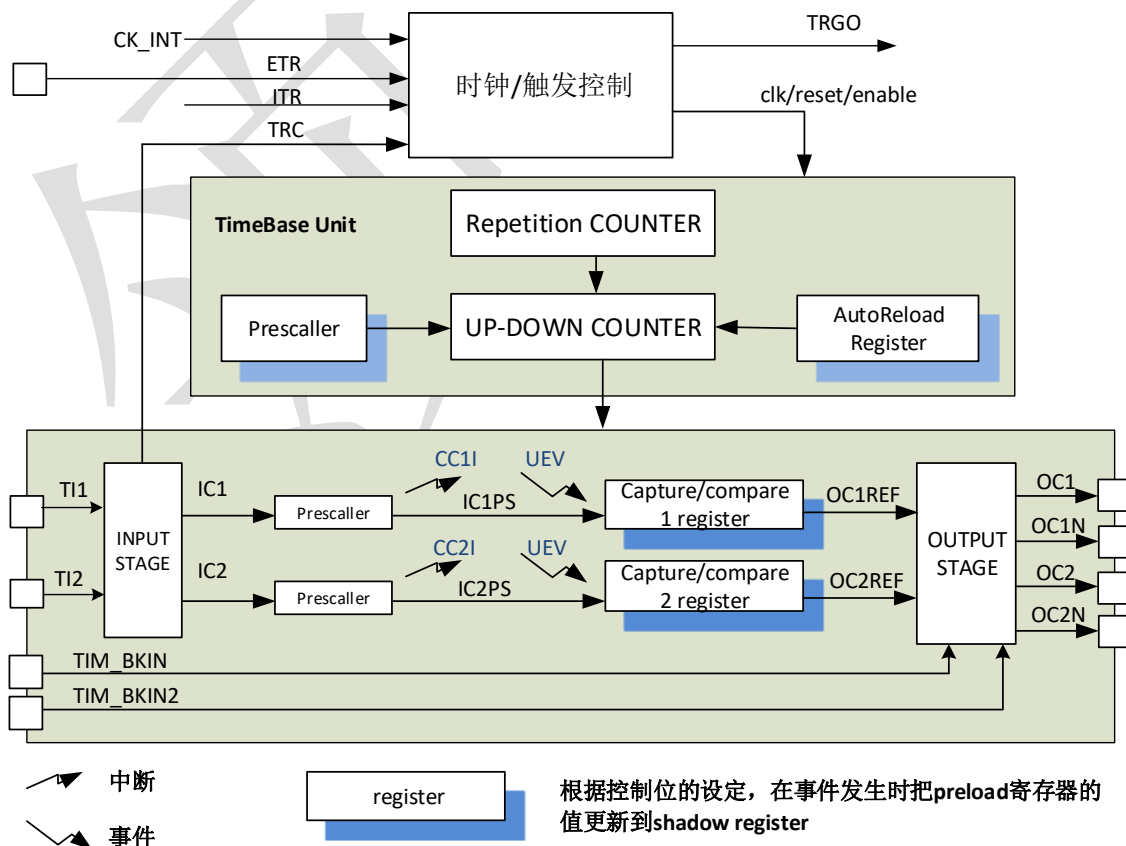 TRGO
CK_INT
ETR
时钟/触发控制
ITR
clk/reset/enable
TRC
TimeBase Unit
Repetition COUNTER
Prescaller
UP-DOWN COUNTER
AutoReload
Register
CC1I
UEV
TI1
IC1
IC1PS
Prescaller
Capture/compare
1 register
OC1REF
OC1
INPUT
STAGE
OUTPUT
STAGE
OC1N
CC2I
UEV
TI2
IC2
IC2PS
Prescaller
Capture/compare
2 register
OC2REF
OC2
OC2N
TIM_BKIN
TIM_BKIN2
中断
事件
register
根据控制位的设定，在事件发生时把preload寄存器的
值更新到shadow register